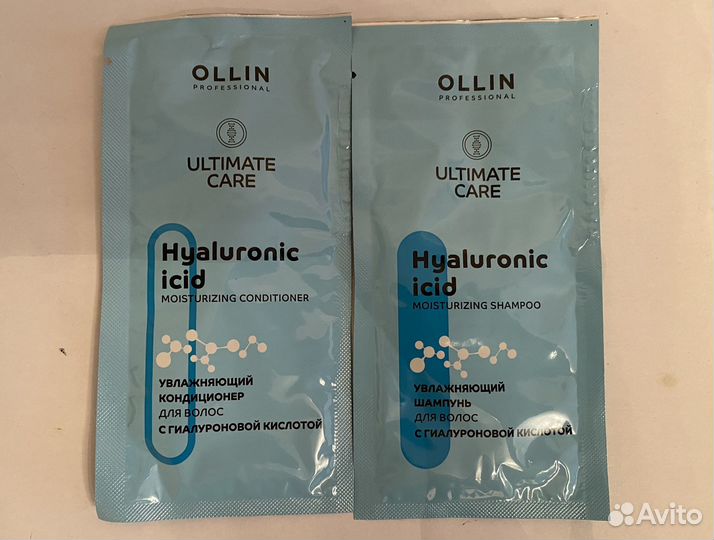 OLLIN
PROFESSIONAL
ULTIMATE
CARE
Hyaluronic
icid
MOISTURIZING CONDITIONER
УВЛАЖНЯЮЩИЙ
КОНДИЦИОНЕР
ДЛЯ ВОЛОС
С ГИАЛУРОНОВОЙ КИСЛОТОЙ
OLLIN
PROFESSIONAL
ULTIMATE
CARE
Hyaluronic
icid
MOISTURIZING SHAMPOO
УВЛАЖНЯЮЩИЙ
ШАМПУНЬ
ДЛЯ ВОЛОС
С ГИАЛУРОНОВОЙ КИСЛОТОЙ
Avito